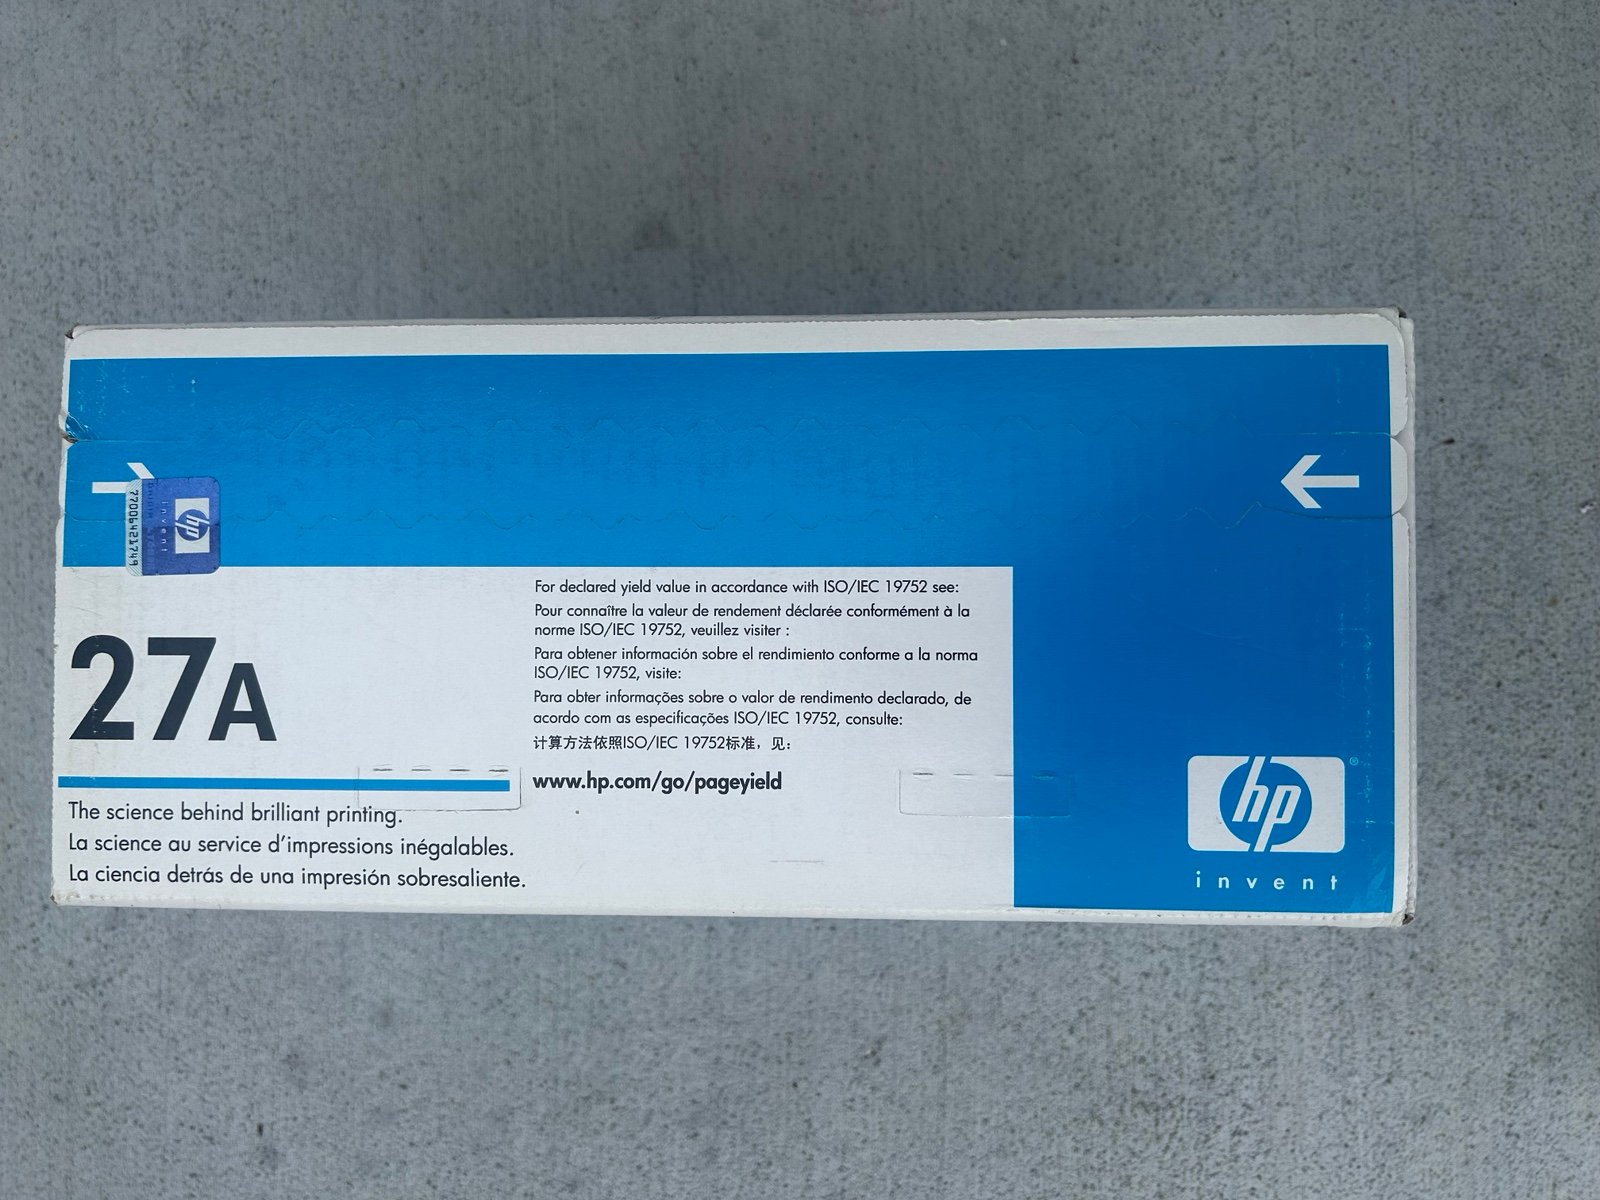 77006421749
hp
invent
27A
For declared yield value in accordance with ISO/IEC 19752 see:
Pour connaître la valeur de rendement déclarée conformément à la
norme ISO/IEC 19752, veuillez visiter :
Para obtener información sobre el rendimiento conforme a la norma
ISO/IEC 19752, visite:
Para obter informações sobre o valor de rendimento declarado, de
acordo com as especificações ISO/IEC 19752, consulte:
计算方法依照ISO/IEC 19752标准，见：
www.hp.com/go/pageyield
The science behind brilliant printing.
La science au service d'impressions inégalables.
La ciencia detrás de una impresión sobresaliente.
hp®
invent